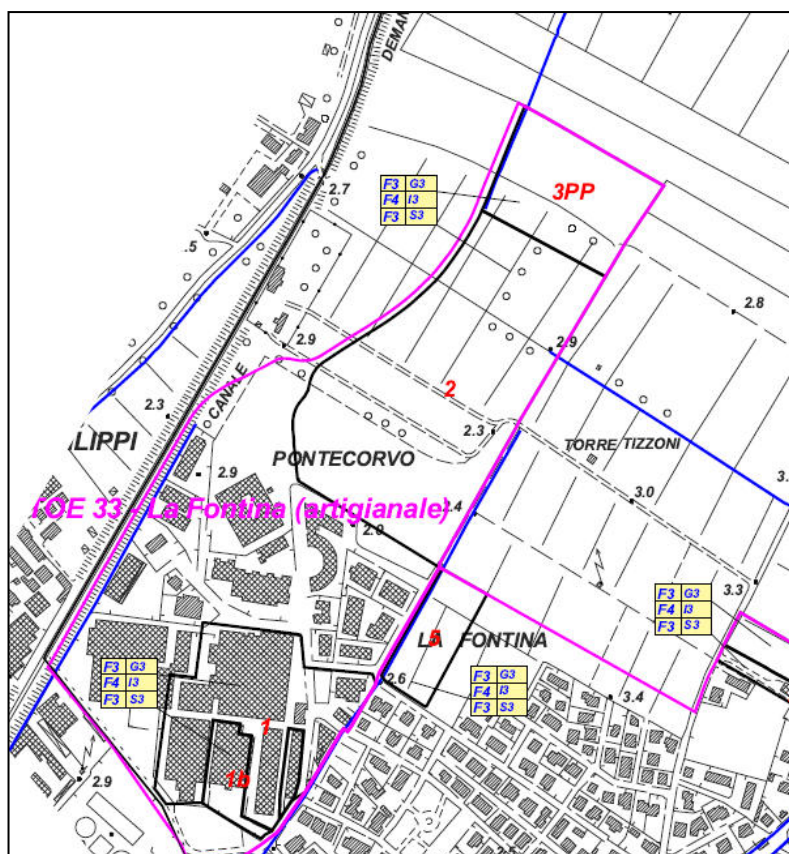 DEMAN
2.7
F3 G3
F4 I3
F3 S3
3PP
.5
2.8
2.9
2.9
2
2.3
CANALE
LIPPI
2.3
TORRE TIZZONI
PONTECORVO
2.9
3.
3.0
TOE 33 - La Fontina (artigianale)
2.4
3.3
F3 G3
F4 I3
F3 S3
LA FONTINA
F3 G3
F4 I3
F3 S3
2.6
F3 G3
F4 I3
F3 S3
3.4
1
1b
2.9